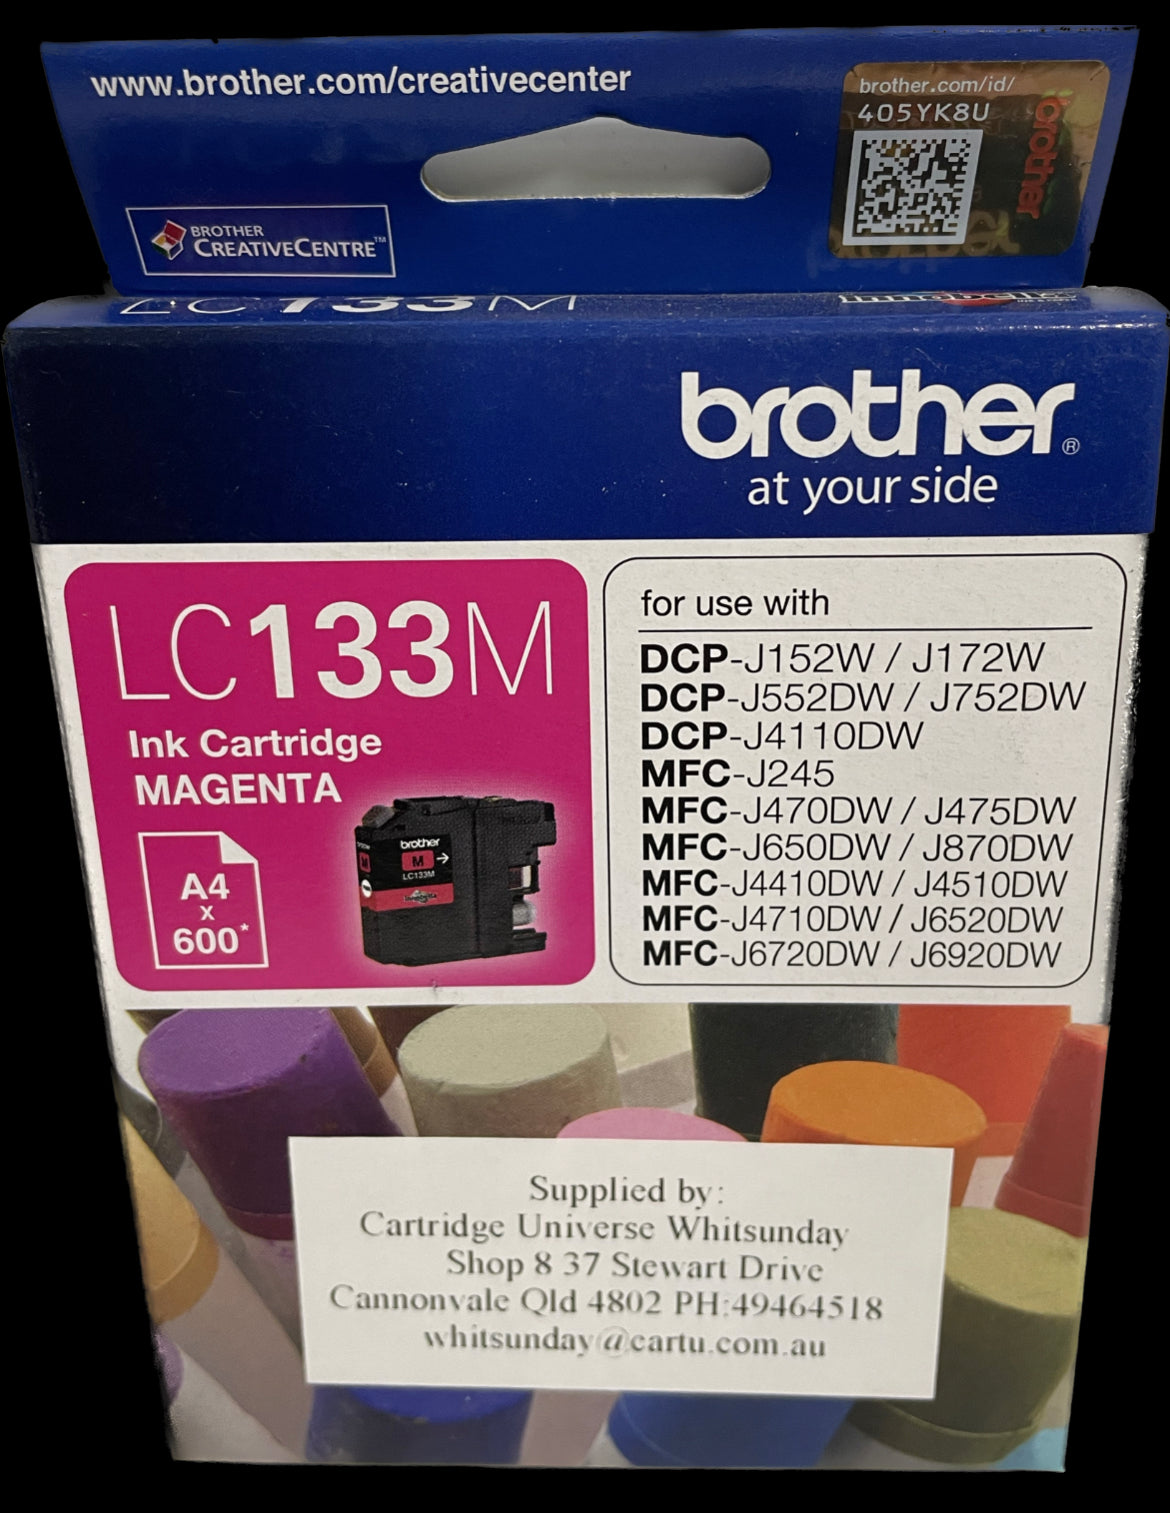 www.brother.com/creativecenter
brother.com/id/
405YK8U
brother
BROTHER
CREATIVECENTRE™
LC133M
innobella
brother®
at your side
LC133M
Ink Cartridge
MAGENTA
A4
x
600*
brother
M
LC133M
for use with
DCP-J152W / J172W
DCP-J552DW / J752DW
DCP-J4110DW
MFC-J245
MFC-J470DW / J475DW
MFC-J650DW / J870DW
MFC-J4410DW / J4510DW
MFC-J4710DW / J6520DW
MFC-J6720DW / J6920DW
Supplied by:
Cartridge Universe Whitsunday
Shop 8 37 Stewart Drive
Cannonvale Qld 4802 PH:49464518
whitsunday@cartu.com.au